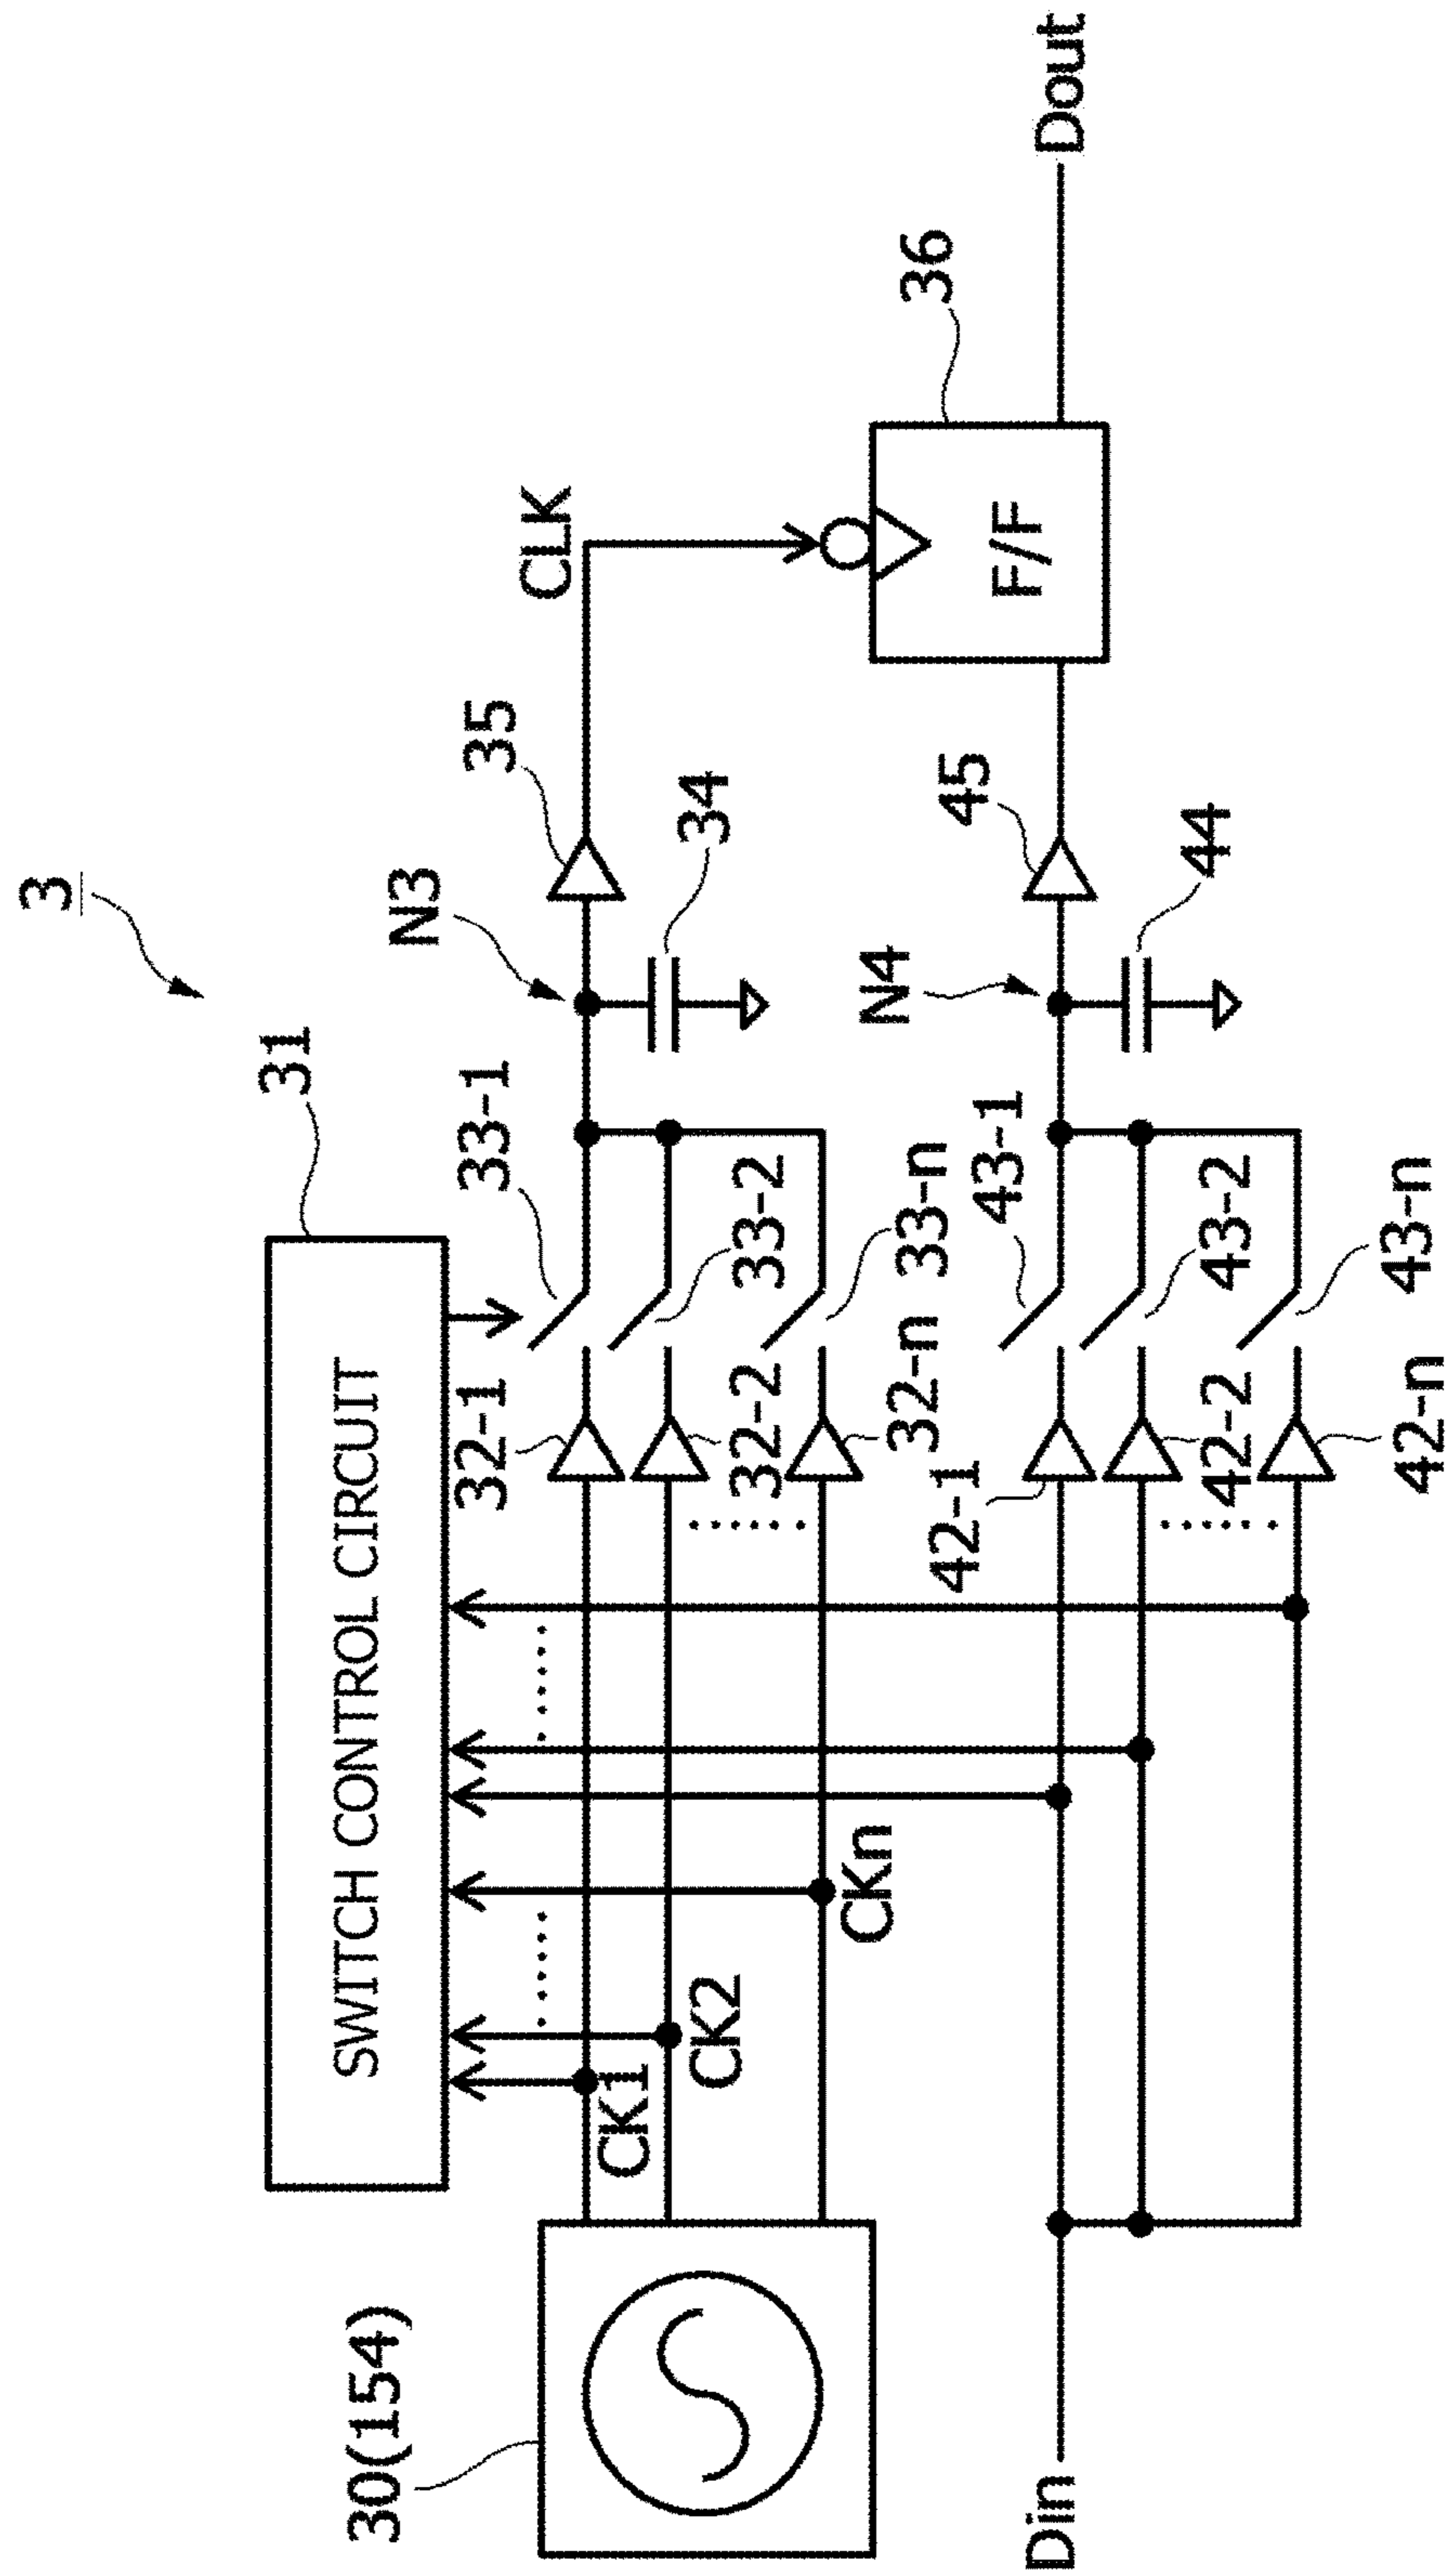 3
31
SWITCH CONTROL CIRCUIT
30(154)
CK1
CK2
CKn
32-1
32-2
32-n
33-1
33-2
33-n
N3
34
35
CLK
36
F/F
Din
42-1
42-2
42-n
43-1
43-2
43-n
N4
44
45
Dout